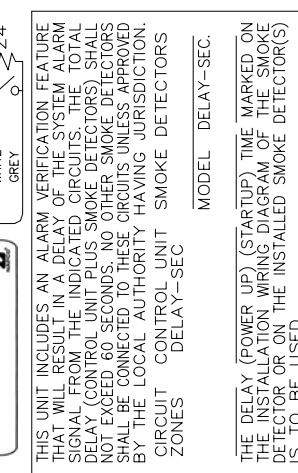 24
GREY
THIS UNIT INCLUDES AN ALARM VERIFICATION FEATURE
THAT WILL RESULT IN A DELAY OF THE SYSTEM ALARM
SIGNAL FROM THE INDICATED CIRCUITS. THE TOTAL
DELAY (CONTROL UNIT PLUS SMOKE DETECTORS) SHALL
NOT EXCEED 60 SECONDS. NO OTHER SMOKE DETECTORS
SHALL BE CONNECTED TO THESE CIRCUITS UNLESS APPROVED
BY THE LOCAL AUTHORITY HAVING JURISDICTION.
CIRCUIT CONTROL UNIT SMOKE DETECTORS
ZONES DELAY-SEC
MODEL DELAY-SEC.
THE DELAY (POWER UP) (STARTUP) TIME MARKED ON
THE INSTALLATION WIRING DIAGRAM OF THE SMOKE
DETECTOR OR ON THE INSTALLED SMOKE DETECTOR(S)
IS TO BE USED